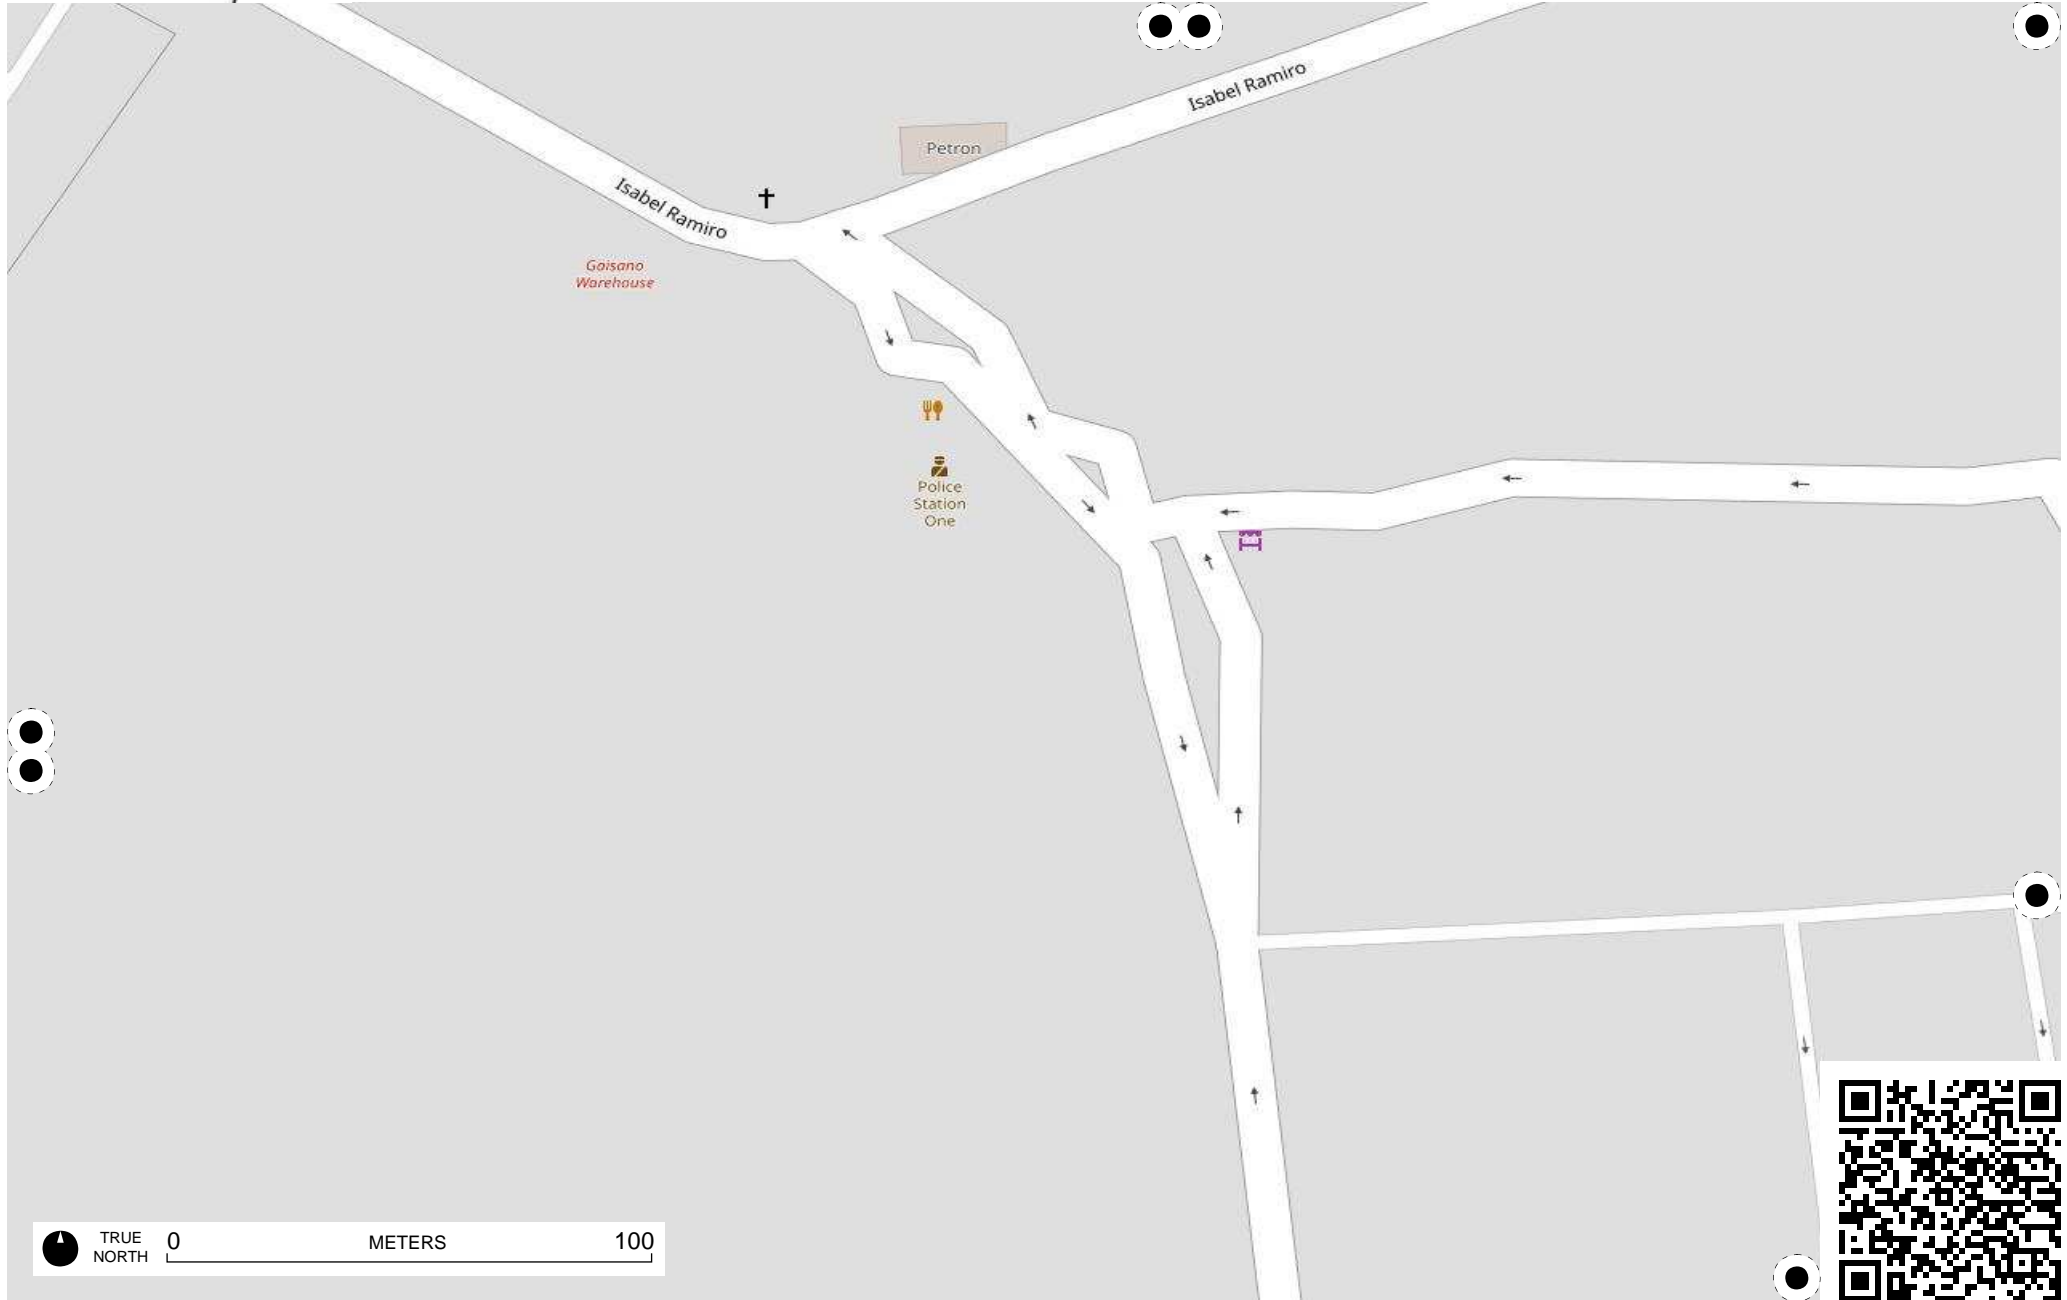 Isabel Ramiro
Petron
Isabel Ramiro
Gaisano
Warehouse
Police
Station
One
TRUE
NORTH
0
METERS
100